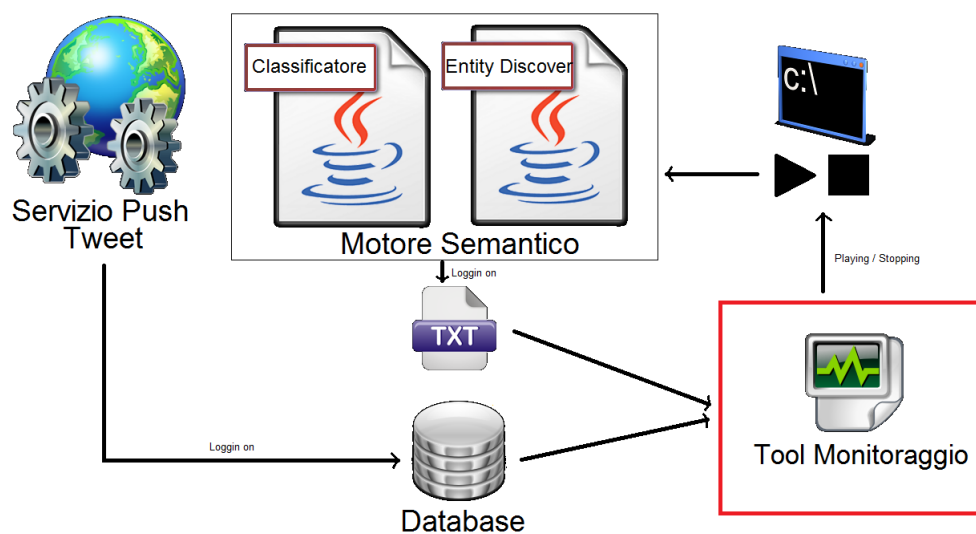 Classificatore
Entity Discover
C:\
Servizio Push
Tweet
Motore Semantico
Loggin on
Playing / Stopping
TXT
Loggin on
Tool Monitoraggio
Database